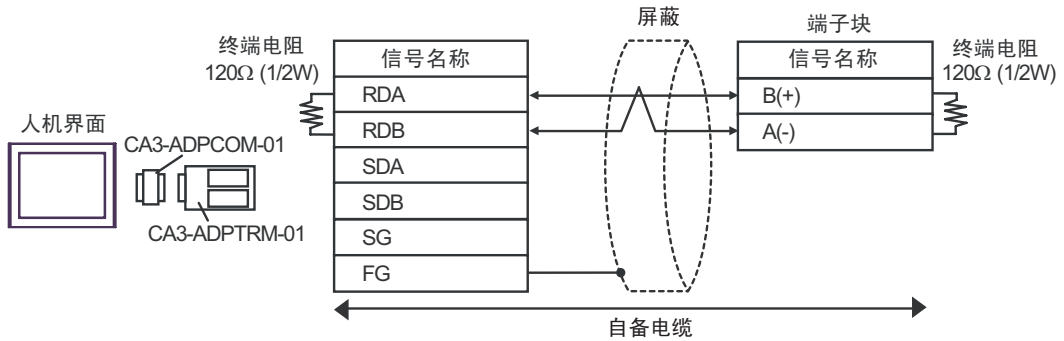 屏蔽
端子块
终端电阻
120Ω (1/2W)
信号名称
信号名称
终端电阻
120Ω (1/2W)
RDA
B(+)
人机界面
RDB
A(-)
CA3-ADPCOM-01
SDA
SDB
CA3-ADPTRM-01
SG
FG
自备电缆